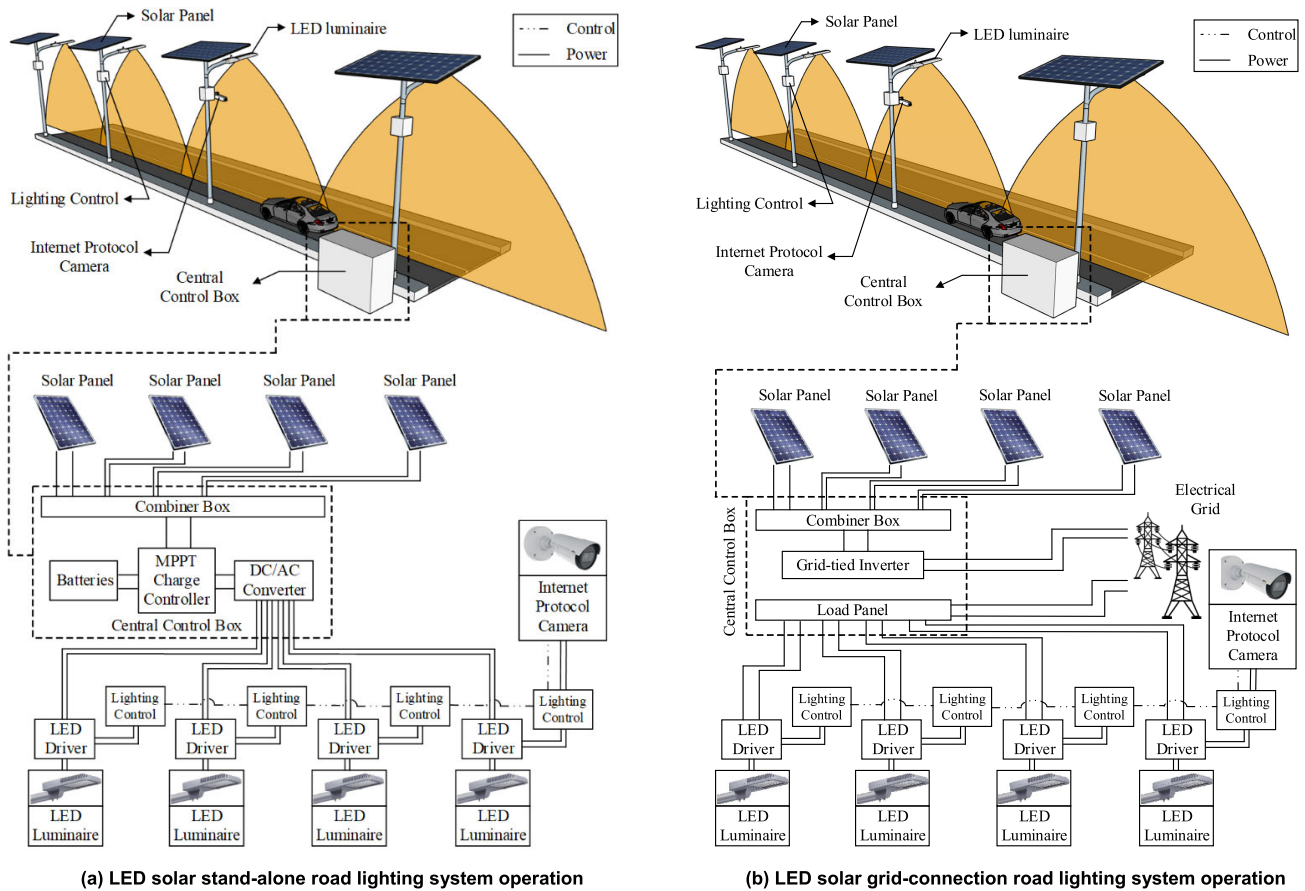 Solar Panel
LED luminaire
Control
Power
Lighting Control
Internet Protocol
Camera
Central
Control Box
Solar Panel
Solar Panel
Solar Panel
Solar Panel
Combiner Box
Batteries
MPPT
Charge
Controller
DC/AC
Converter
Central Control Box
Internet
Protocol
Camera
Lighting
Control
Lighting
Control
Lighting
Control
Lighting
Control
LED
Driver
LED
Driver
LED
Driver
LED
Driver
LED
Luminaire
LED
Luminaire
LED
Luminaire
LED
Luminaire
(a) LED solar stand-alone road lighting system operation
Solar Panel
LED luminaire
Control
Power
Lighting Control
Internet Protocol
Camera
Central
Control Box
Solar Panel
Solar Panel
Solar Panel
Solar Panel
Electrical
Grid
Central Control Box
Combiner Box
Grid-tied Inverter
Load Panel
Internet
Protocol
Camera
Lighting
Control
Lighting
Control
Lighting
Control
Lighting
Control
LED
Driver
LED
Driver
LED
Driver
LED
Driver
LED
Luminaire
LED
Luminaire
LED
Luminaire
LED
Luminaire
(b) LED solar grid-connection road lighting system operation